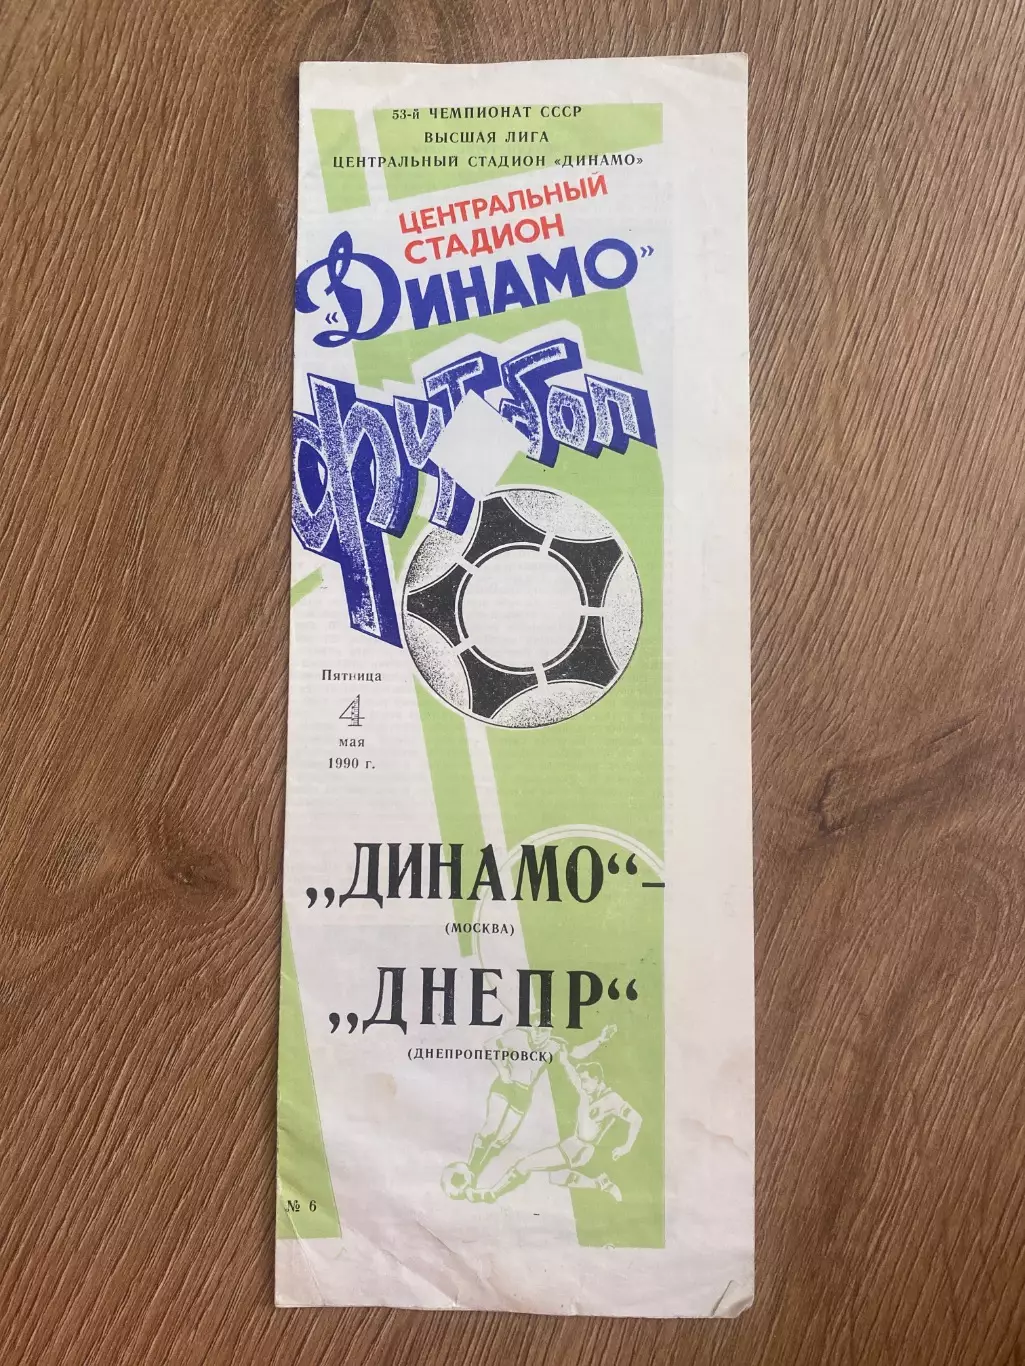 53-й ЧЕМПИОНАТ СССР
ВЫСШАЯ ЛИГА
ЦЕНТРАЛЬНЫЙ СТАДИОН «ДИНАМО»
ЦЕНТРАЛЬНЫЙ
СТАДИОН
«ДИНАМО»
футбол
Пятница
4
мая
1990 г.
„ДИНАМО“ –
(МОСКВА)
„ДНЕПР“
(ДНЕПРОПЕТРОВСК)
№ 6